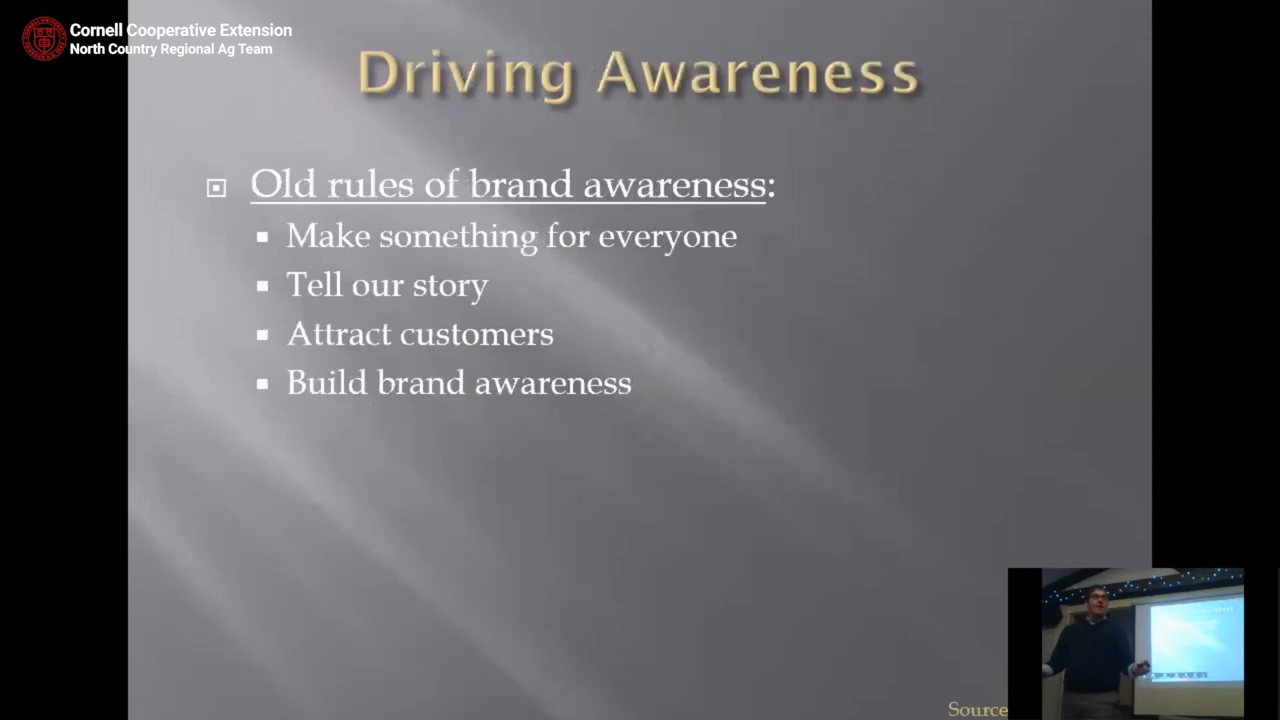 Cornell Cooperative Extension
North Country Regional Ag Team
Driving Awareness
Old rules of brand awareness:
Make something for everyone
Tell our story
Attract customers
Build brand awareness
Source